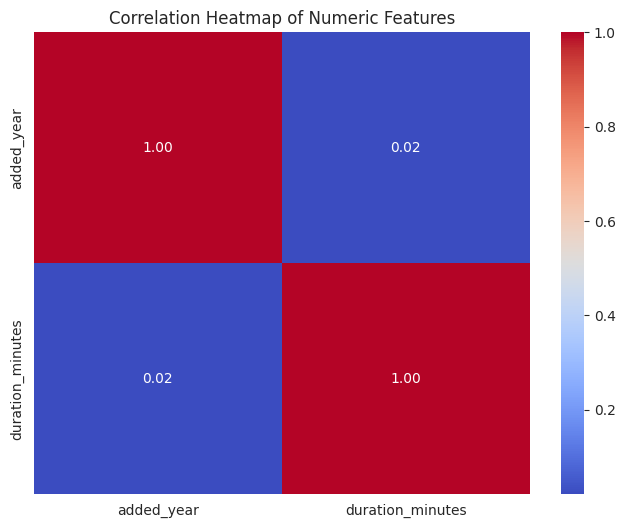 Correlation Heatmap of Numeric Features
added_year
1.00
0.02
duration_minutes
0.02
1.00
added_year
duration_minutes
1.0
0.8
0.6
0.4
0.2